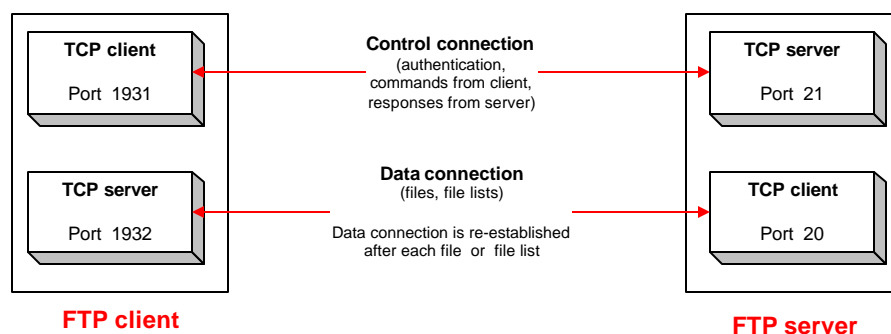 TCP client
Port 1931
Control connection
(authentication,
commands from client,
responses from server)
TCP server
Port 21
TCP server
Port 1932
Data connection
(files, file lists)
Data connection is re-established
after each file or file list
TCP client
Port 20
FTP client
FTP server